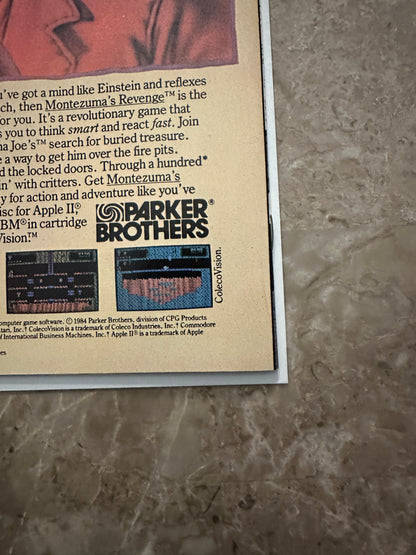 u've got a mind like Einstein and reflexes
ch, then Montezuma's Revenge™ is the
for you. It's a revolutionary game that
s you to think smart and react fast. Join
na Joe's™ search for buried treasure.
e a way to get him over the fire pits.
d the locked doors. Through a hundred*
in' with critters. Get Montezuma's
y for action and adventure like you've
isc for Apple II,®
BM® in cartridge
Vision.™
PARKER®
BROTHERS
ColecoVision.
computer game software. © 1984 Parker Brothers, division of CPG Products
tari, Inc.† ColecoVision is a trademark of Coleco Industries, Inc.† Commodore
of International Business Machines, Inc.† Apple II® is a trademark of Apple
es